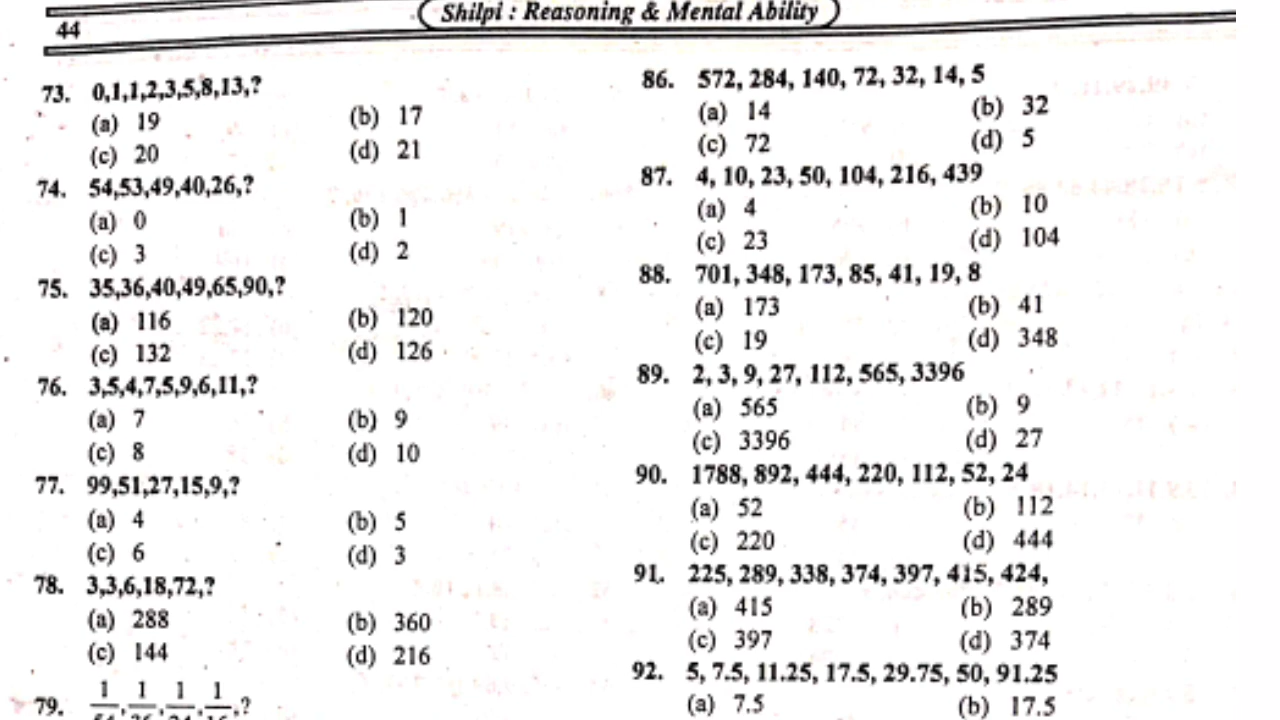 44
Shilpi : Reasoning & Mental Ability
73. 0,1,1,2,3,5,8,13,?
(a) 19 (b) 17
(c) 20 (d) 21
74. 54,53,49,40,26,?
(a) 0 (b) 1
(c) 3 (d) 2
75. 35,36,40,49,65,90,?
(a) 116 (b) 120
(c) 132 (d) 126
76. 3,5,4,7,5,9,6,11,?
(a) 7 (b) 9
(c) 8 (d) 10
77. 99,51,27,15,9,?
(a) 4 (b) 5
(c) 6 (d) 3
78. 3,3,6,18,72,?
(a) 288 (b) 360
(c) 144 (d) 216
79.
86. 572, 284, 140, 72, 32, 14, 5
(a) 14 (b) 32
(c) 72 (d) 5
87. 4, 10, 23, 50, 104, 216, 439
(a) 4 (b) 10
(c) 23 (d) 104
88. 701, 348, 173, 85, 41, 19, 8
(a) 173 (b) 41
(c) 19 (d) 348
89. 2, 3, 9, 27, 112, 565, 3396
(a) 565 (b) 9
(c) 3396 (d) 27
90. 1788, 892, 444, 220, 112, 52, 24
(a) 52 (b) 112
(c) 220 (d) 444
91. 225, 289, 338, 374, 397, 415, 424,
(a) 415 (b) 289
(c) 397 (d) 374
92. 5, 7.5, 11.25, 17.5, 29.75, 50, 91.25
(a) 7.5 (b) 17.5